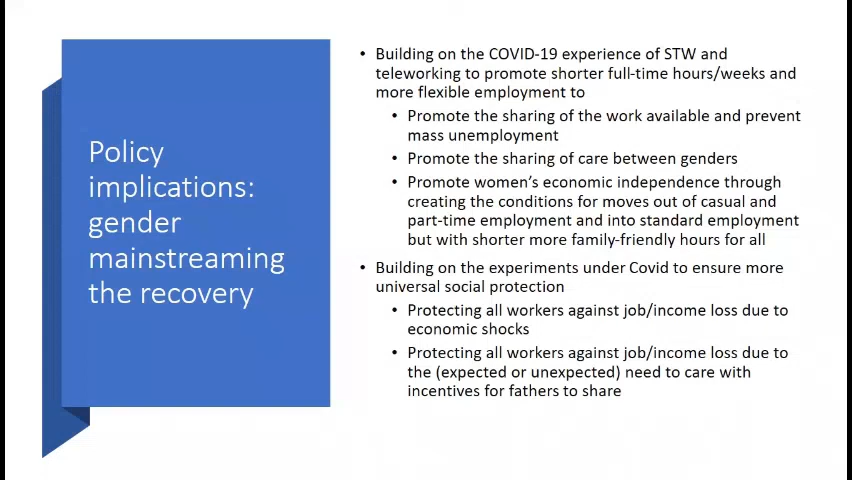 Policy
implications:
gender
mainstreaming
the recovery
• Building on the COVID-19 experience of STW and
teleworking to promote shorter full-time hours/weeks and
more flexible employment to
• Promote the sharing of the work available and prevent
mass unemployment
• Promote the sharing of care between genders
• Promote women's economic independence through
creating the conditions for moves out of casual and
part-time employment and into standard employment
but with shorter more family-friendly hours for all
• Building on the experiments under Covid to ensure more
universal social protection
• Protecting all workers against job/income loss due to
economic shocks
• Protecting all workers against job/income loss due to
the (expected or unexpected) need to care with
incentives for fathers to share